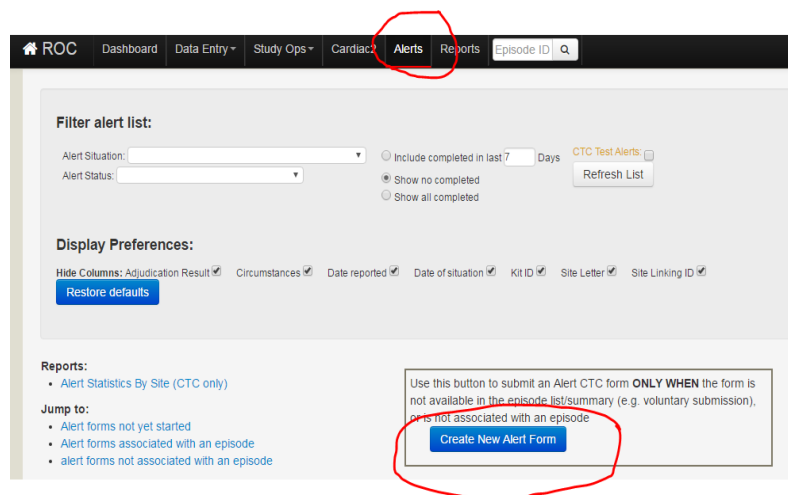 ROC Dashboard Data Entry Study Ops Cardiac2 Alerts Reports Episode ID
Filter alert list:
Alert Situation:
Alert Status:
Include completed in last 7 Days
Show no completed
Show all completed
CTC Test Alerts:
Refresh List
Display Preferences:
Hide Columns: Adjudication Result Circumstances Date reported Date of situation Kit ID Site Letter Site Linking ID
Restore defaults
Reports:
• Alert Statistics By Site (CTC only)
Jump to:
• Alert forms not yet started
• Alert forms associated with an episode
• alert forms not associated with an episode
Use this button to submit an Alert CTC form ONLY WHEN the form is
not available in the episode list/summary (e.g. voluntary submission),
or is not associated with an episode
Create New Alert Form